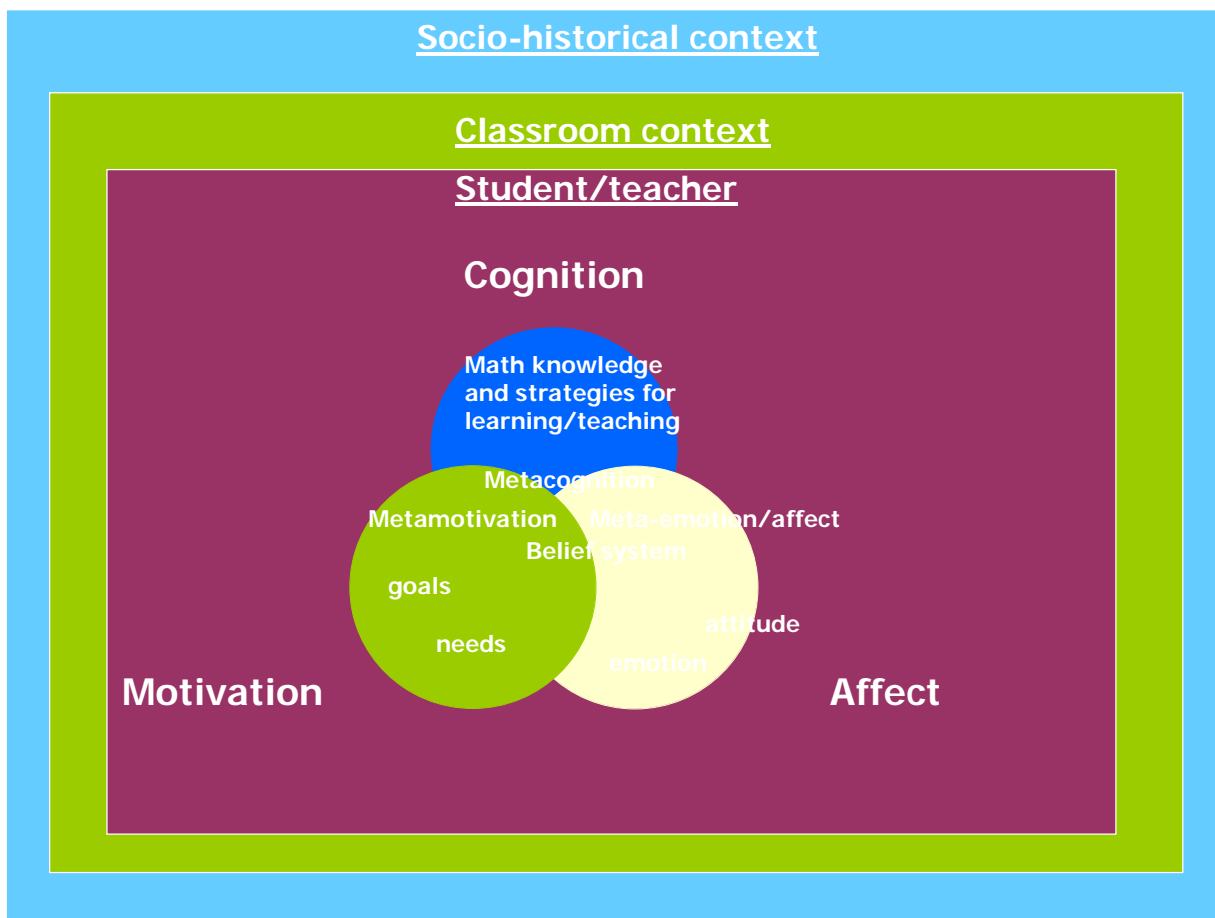 Socio-historical context
Classroom context
Student/teacher
Cognition
Math knowledge
and strategies for
learning/teaching
Metacognition
Metamotivation
Meta-emotion/affect
Belief system
goals
attitude
needs
emotion
Motivation
Affect